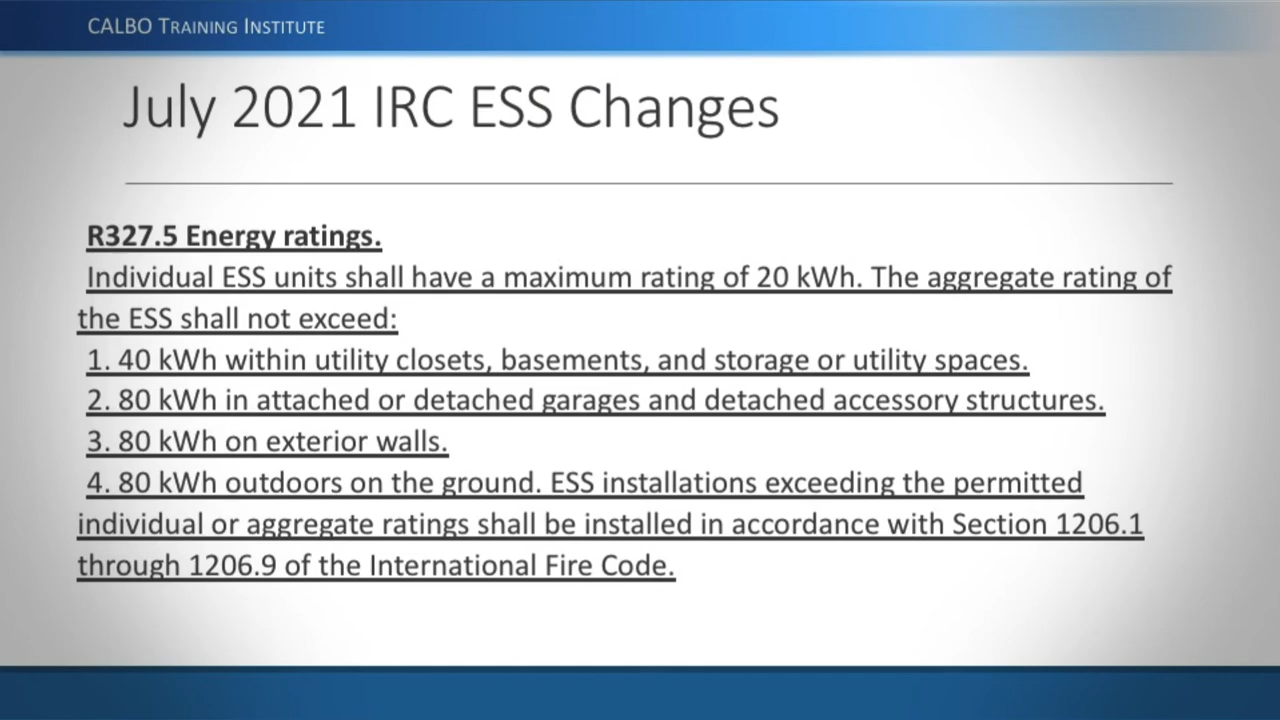 CALBO TRAINING INSTITUTE
July 2021 IRC ESS Changes
R327.5 Energy ratings.
Individual ESS units shall have a maximum rating of 20 kWh. The aggregate rating of
the ESS shall not exceed:
1. 40 kWh within utility closets, basements, and storage or utility spaces.
2. 80 kWh in attached or detached garages and detached accessory structures.
3. 80 kWh on exterior walls.
4. 80 kWh outdoors on the ground. ESS installations exceeding the permitted
individual or aggregate ratings shall be installed in accordance with Section 1206.1
through 1206.9 of the International Fire Code.